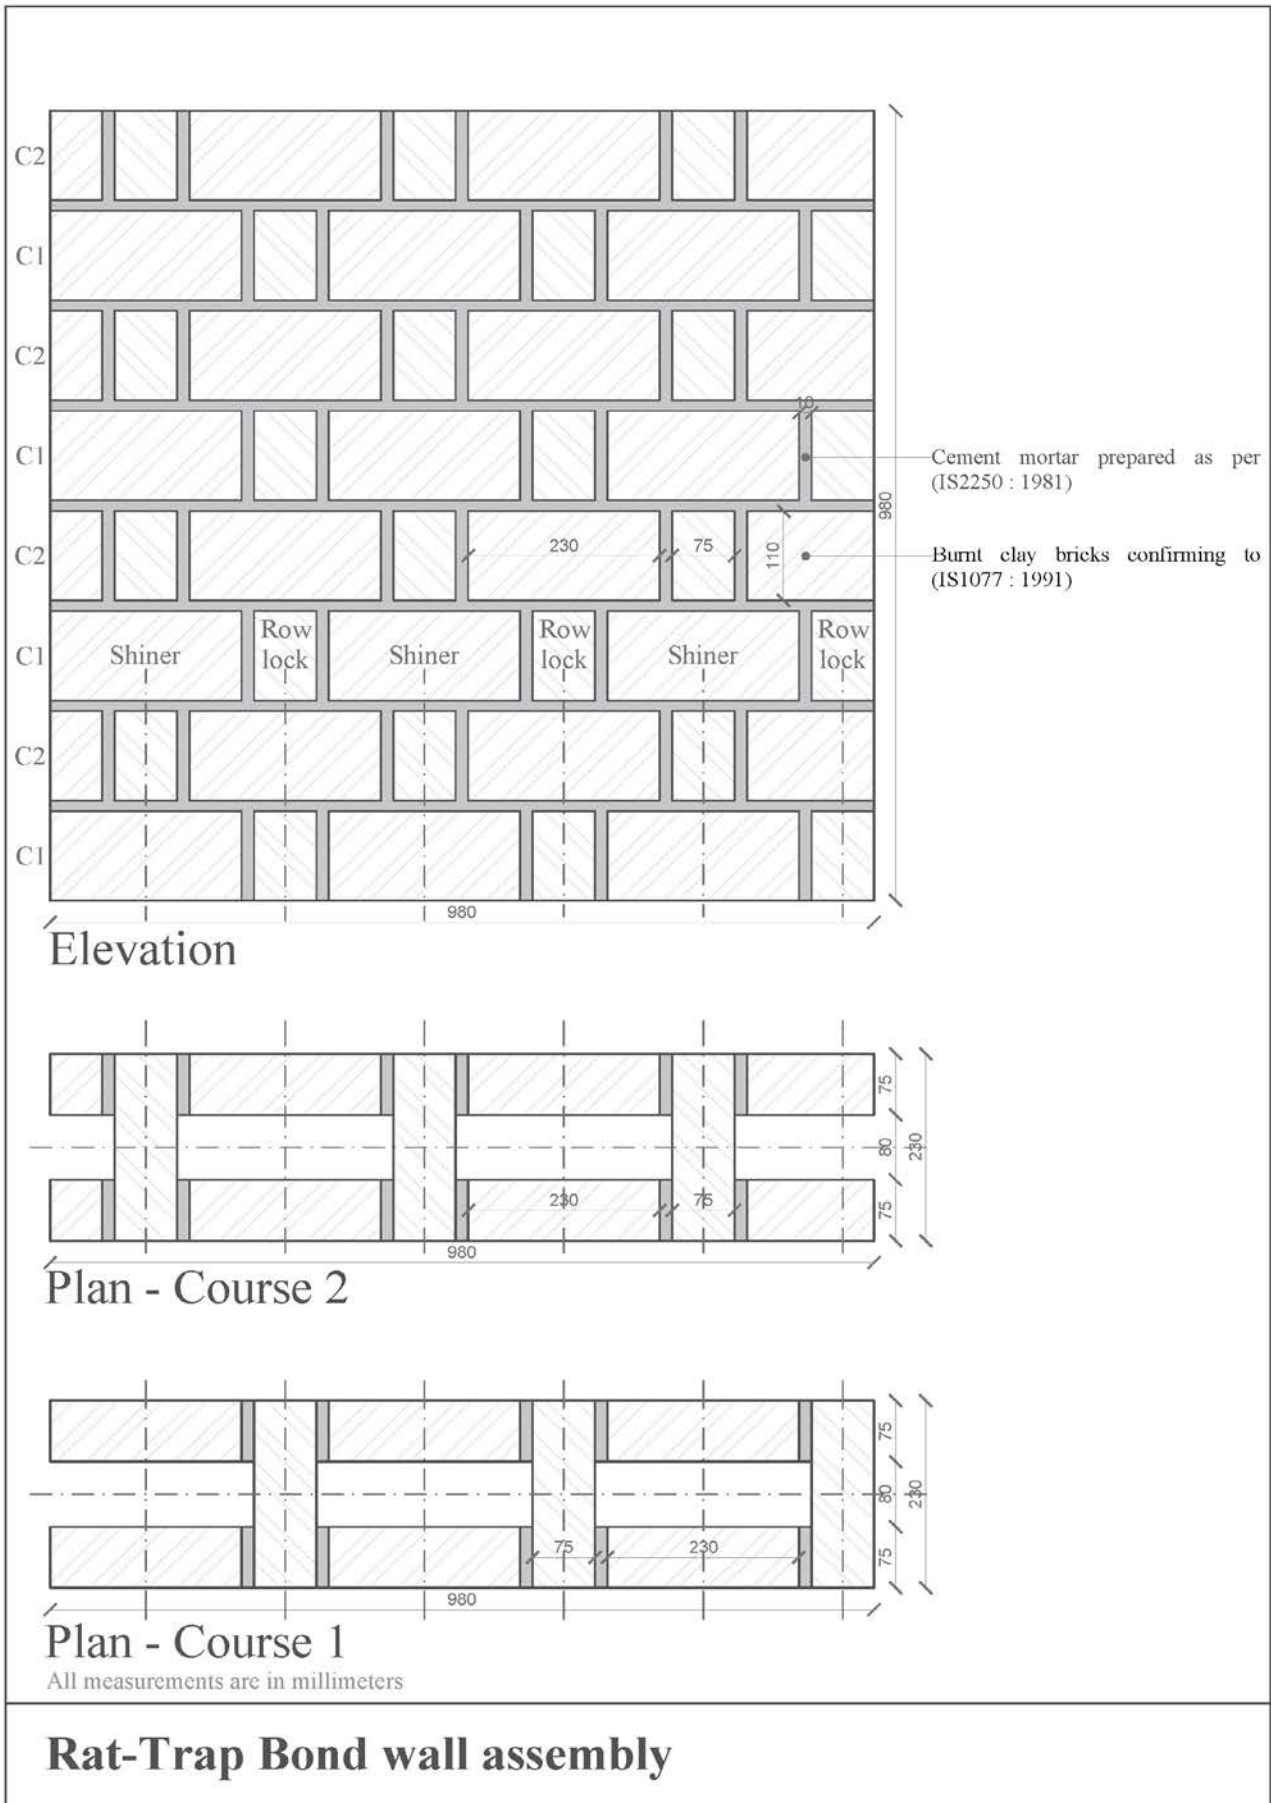 C2
C1
C2
C1
10
Cement mortar prepared as per
(IS2250 : 1981)
980
C2
230
75
110
Burnt clay bricks confirming to
(IS1077 : 1991)
C1
Shiner
Row
lock
Shiner
Row
lock
Shiner
Row
lock
C2
C1
980
Elevation
75
80
230
230
75
75
980
Plan - Course 2
75
80
230
75
230
75
980
Plan - Course 1
All measurements are in millimeters
Rat-Trap Bond wall assembly